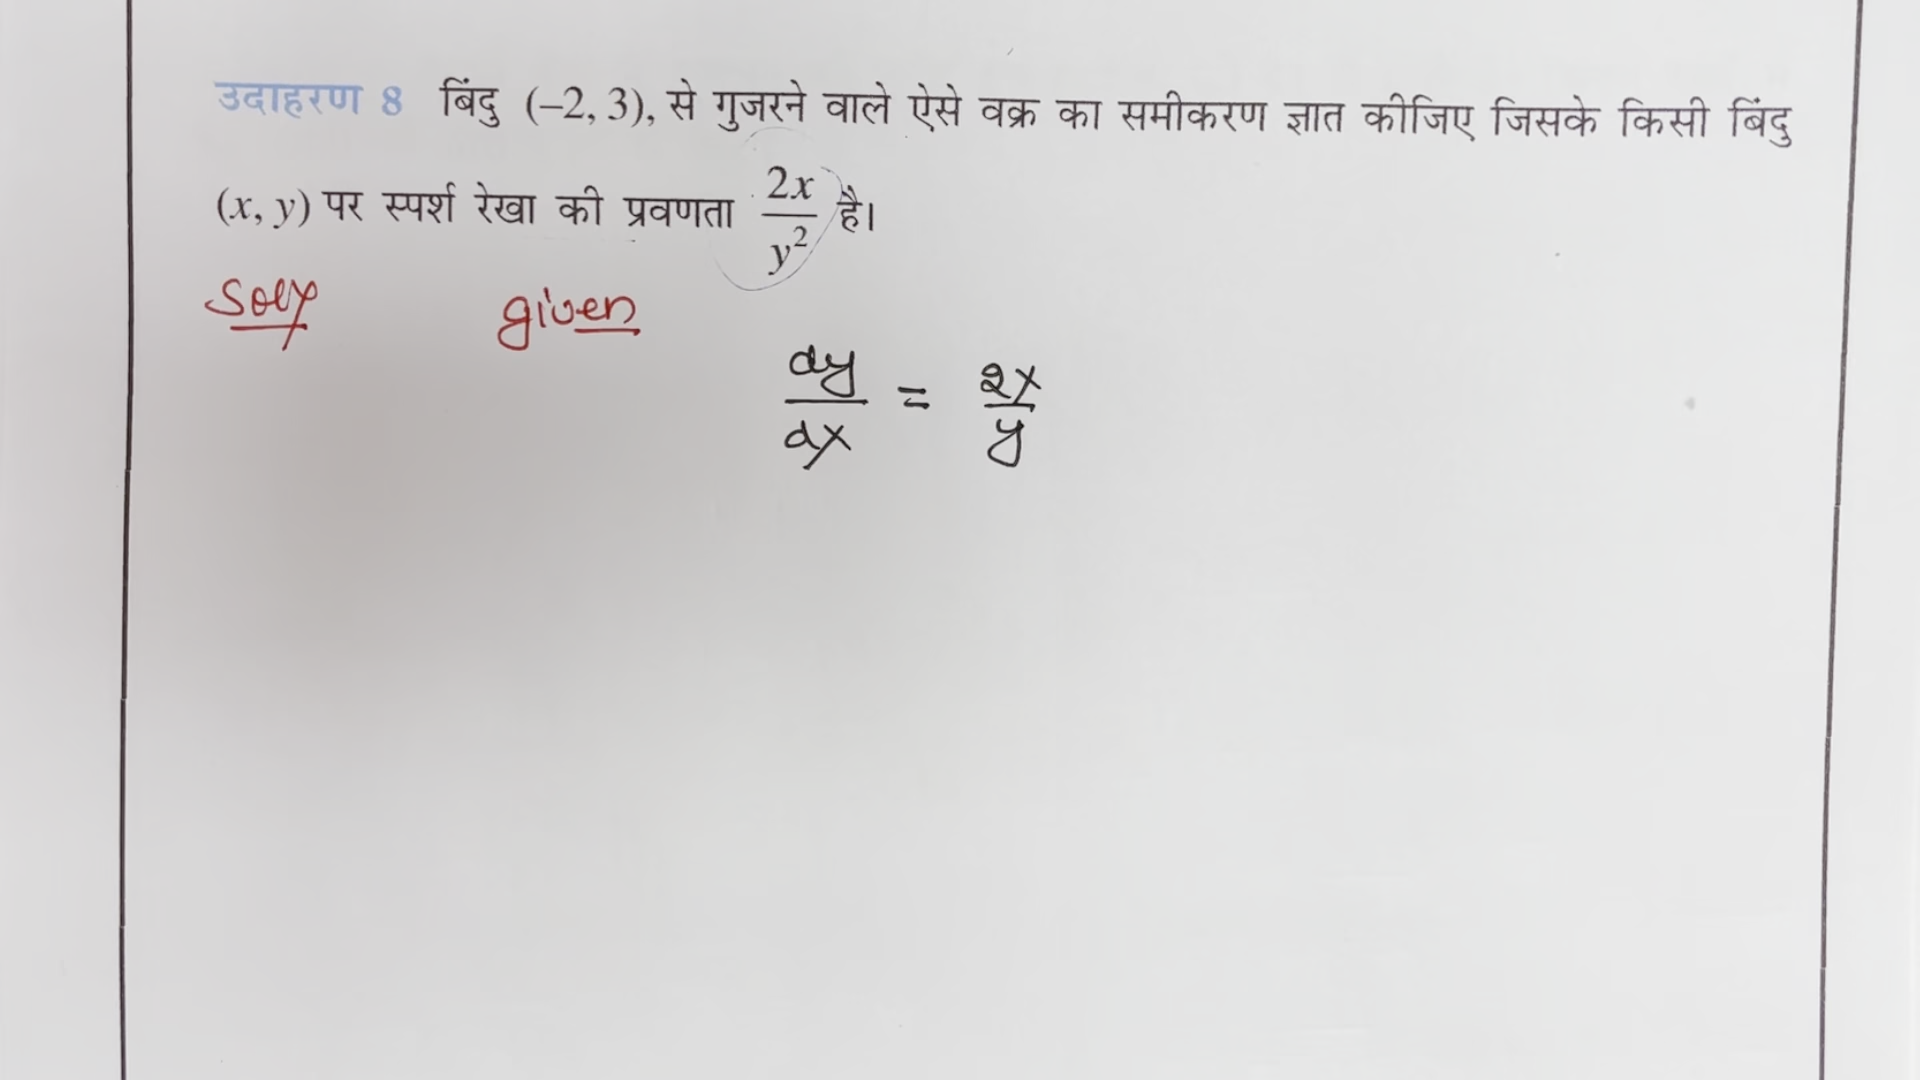 उदाहरण 8 बिंदु (–2, 3), से गुजरने वाले ऐसे वक्र का समीकरण ज्ञात कीजिए जिसके किसी बिंदु
(x, y) पर स्पर्श रेखा की प्रवणता 2x/y² है।
Solⁿ given
dy/dx = 2x/y